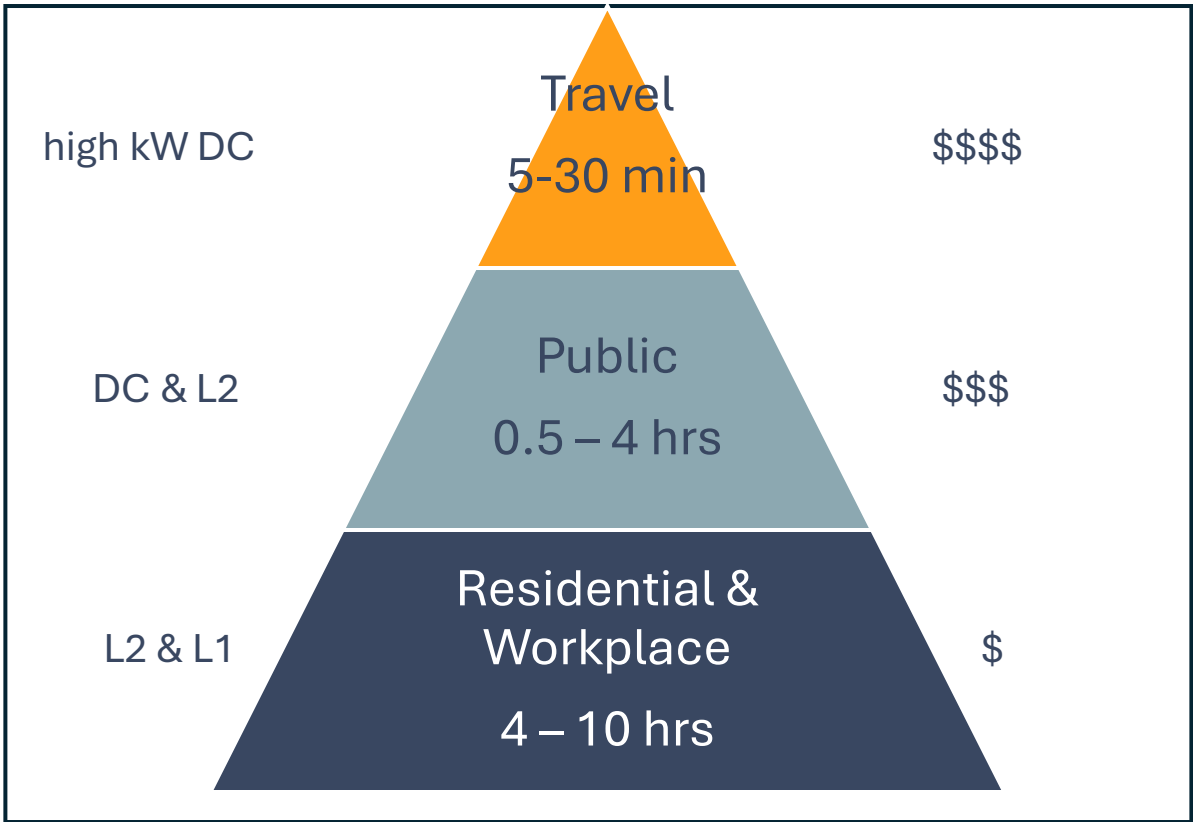 Travel
high kW DC
$$$$
5-30 min
Public
DC & L2
$$$
0.5 – 4 hrs
Residential &
Workplace
L2 & L1
$
4 – 10 hrs